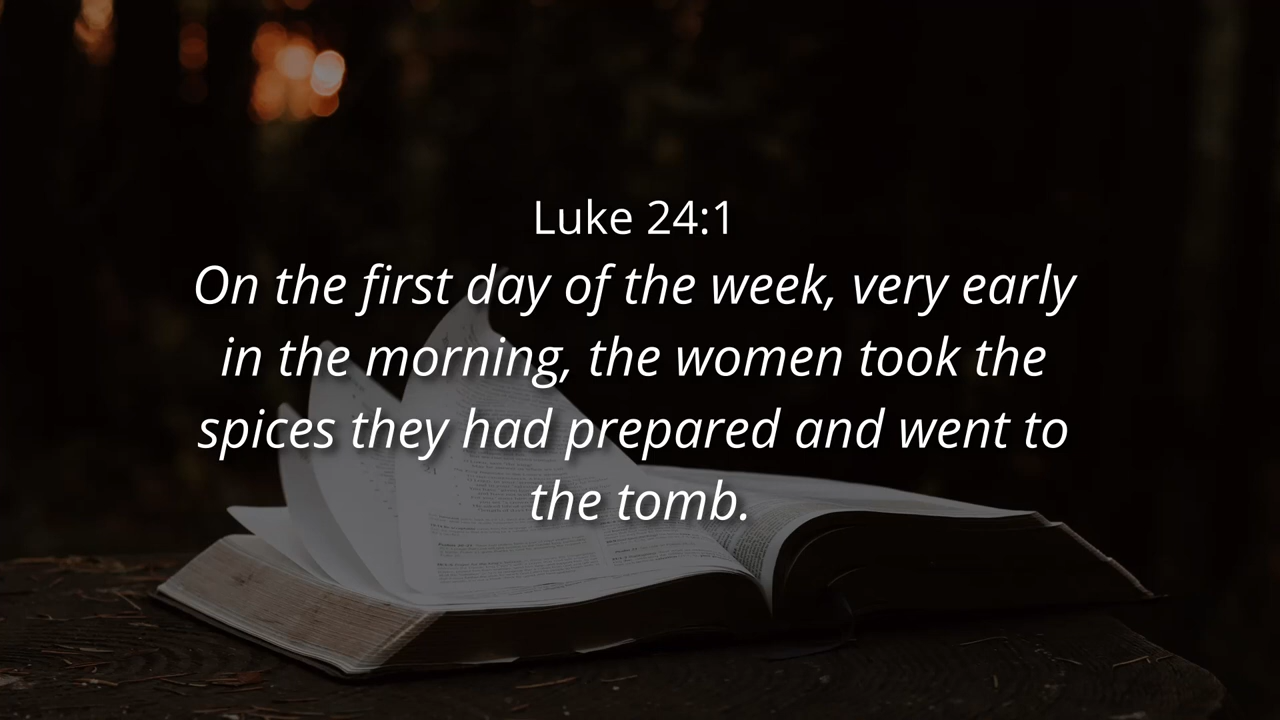 Luke 24:1
On the first day of the week, very early
in the morning, the women took the
spices they had prepared and went to
the tomb.